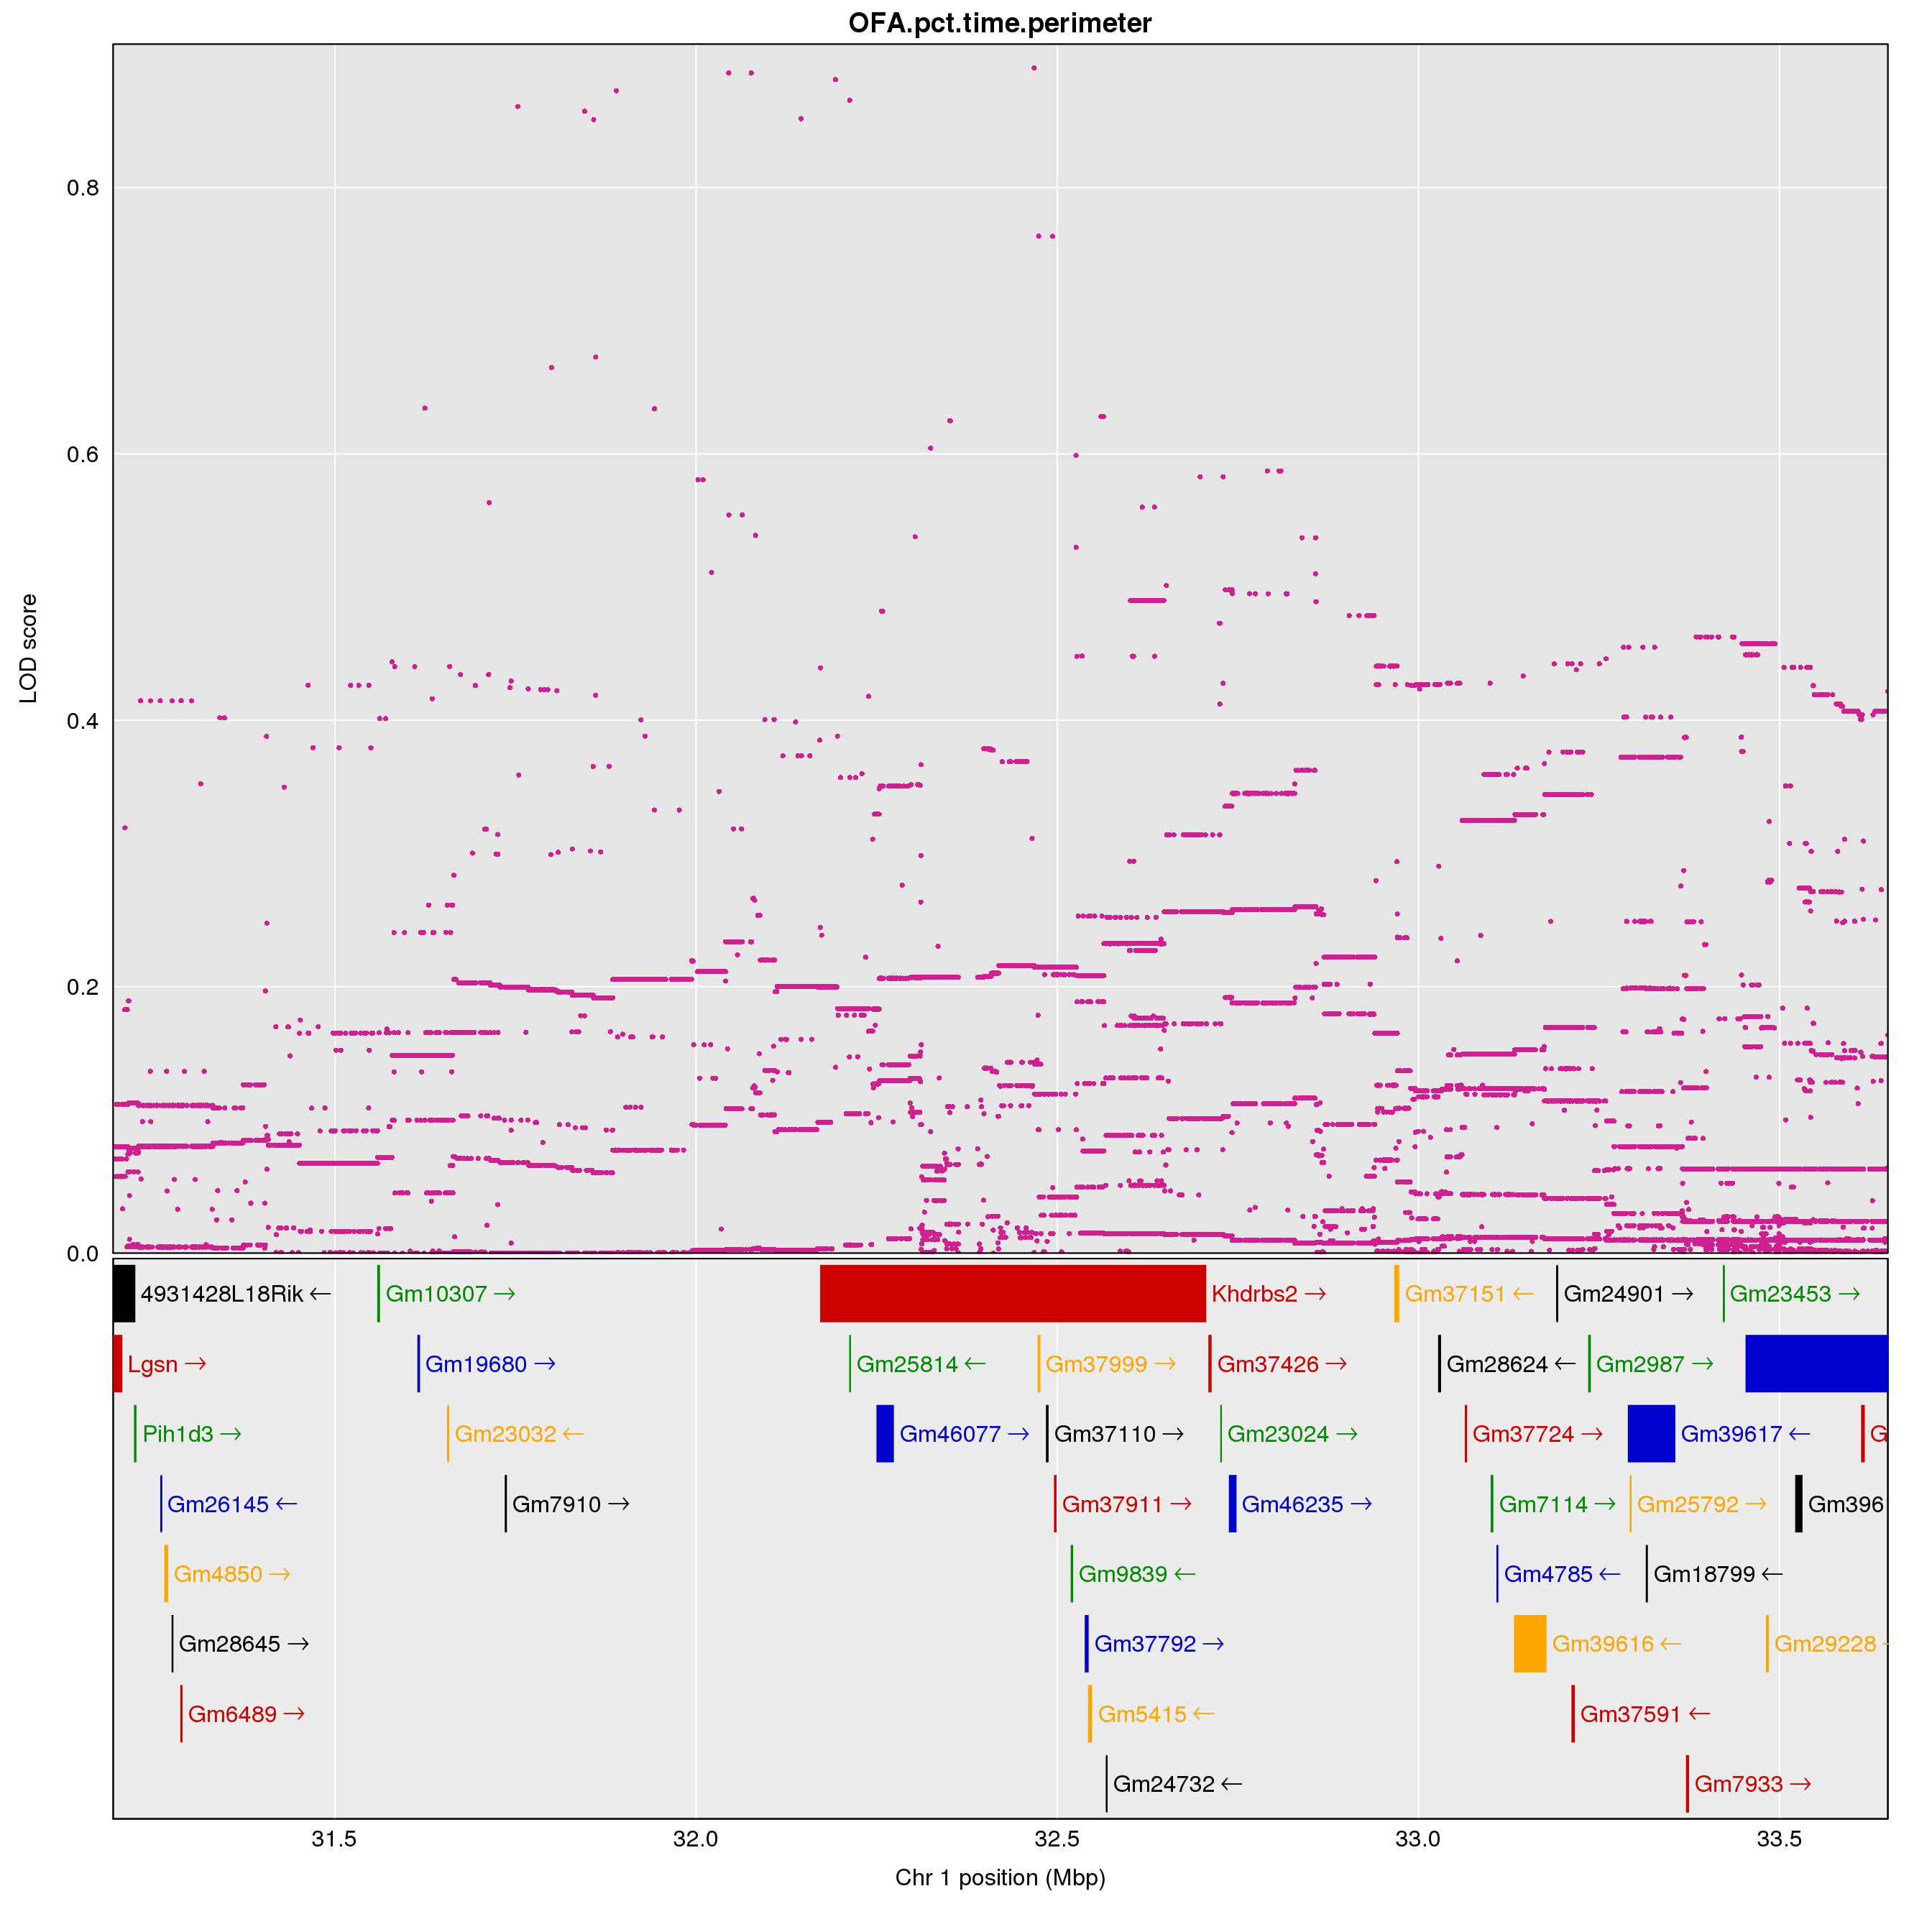 OFA.pct.time.perimeter
LOD score
0.8
0.6
0.4
0.2
0.0
4931428L18Rik ← Gm10307 → Khdrbs2 → Gm37151 ← Gm24901 → Gm23453 →
Lgsn → Gm19680 → Gm25814 ← Gm37999 → Gm37426 → Gm28624 ← Gm2987 →
Pih1d3 → Gm23032 ← Gm46077 → Gm37110 → Gm23024 → Gm37724 → Gm39617 ← G
Gm26145 ← Gm7910 → Gm37911 → Gm46235 → Gm7114 → Gm25792 → Gm396
Gm4850 → Gm9839 ← Gm4785 ← Gm18799 ←
Gm28645 → Gm37792 → Gm39616 ← Gm29228
Gm6489 → Gm5415 ← Gm37591 ←
Gm24732 ← Gm7933 →
31.5 32.0 32.5 33.0 33.5
Chr 1 position (Mbp)